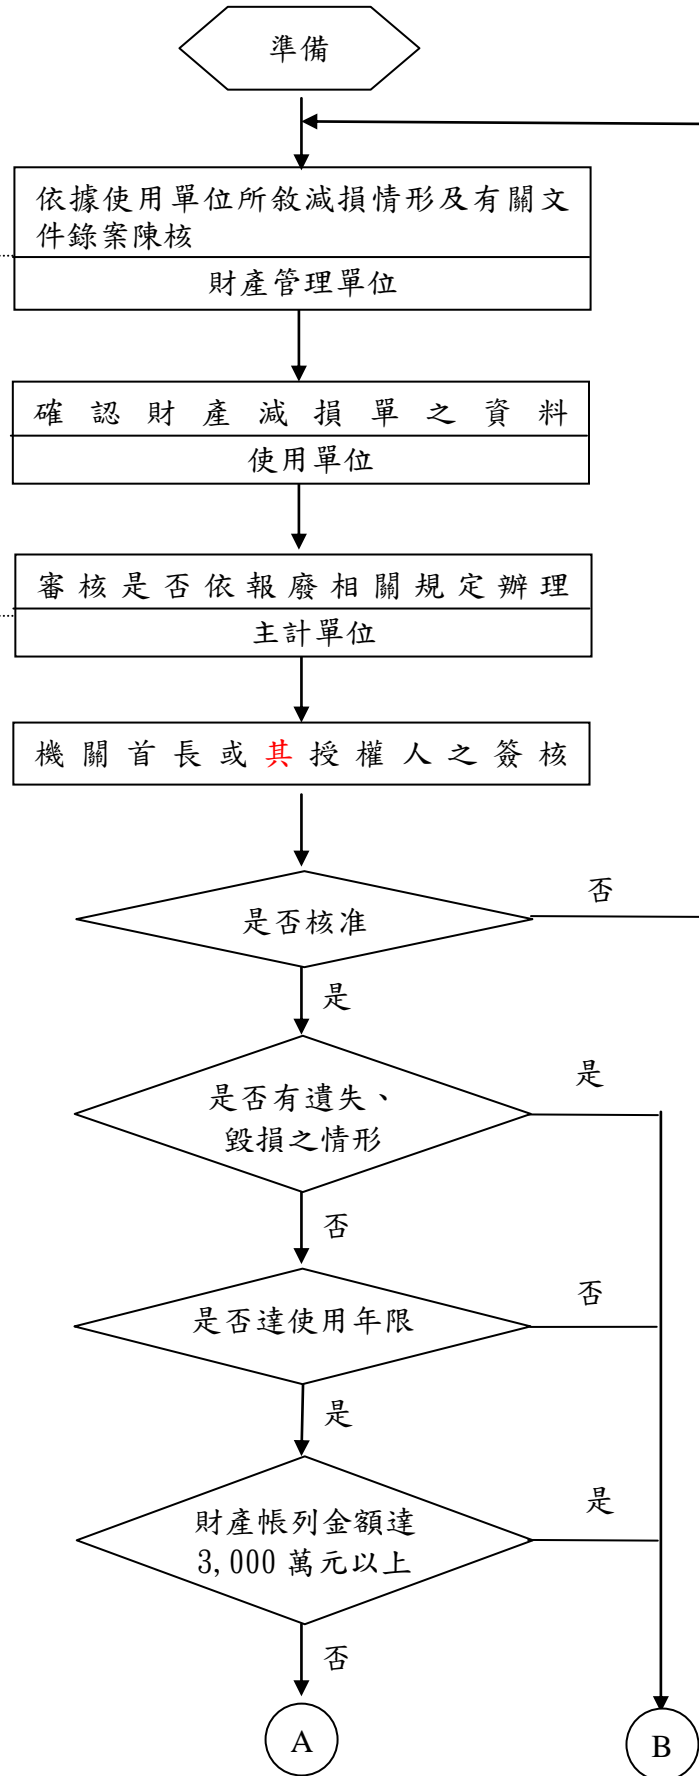 準備
依據使用單位所敘減損情形及有關文
件錄案陳核
財產管理單位
確認財產減損單之資料
使用單位
審核是否依報廢相關規定辦理
主計單位
機關首長或其授權人之簽核
是否核准
否
是
是否有遺失、
毀損之情形
是
否
是否達使用年限
否
是
財產帳列金額達
3,000 萬元以上
是
否
A
B